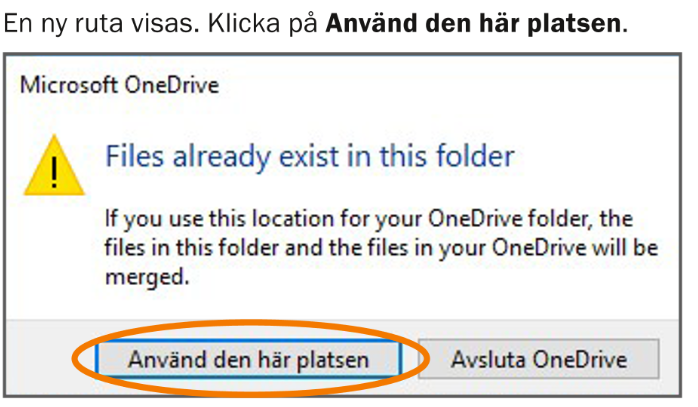 En ny ruta visas. Klicka på Använd den här platsen.
Microsoft OneDrive
Files already exist in this folder
If you use this location for your OneDrive folder, the
files in this folder and the files in your OneDrive will be
merged.
Använd den här platsen
Avsluta OneDrive